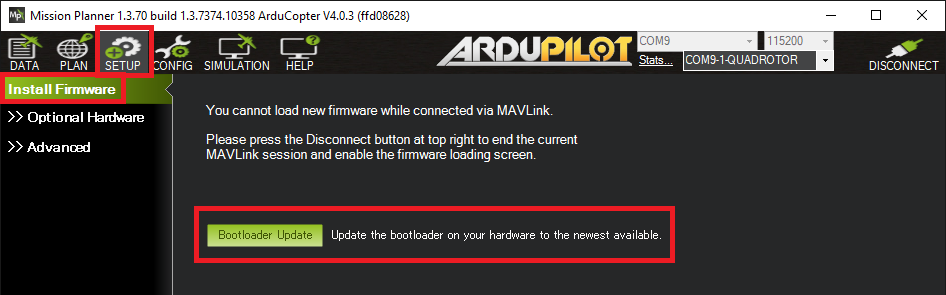 Mission Planner 1.3.70 build 1.3.7374.10358 ArduCopter V4.0.3 (ffd08628)
DATA PLAN SETUP CONFIG SIMULATION HELP
ARDUPILOT
COM9 115200
Stats... COM9-1-QUADROTOR
DISCONNECT
Install Firmware
>> Optional Hardware
>> Advanced
You cannot load new firmware while connected via MAVLink.
Please press the Disconnect button at top right to end the current
MAVLink session and enable the firmware loading screen.
Bootloader Update Update the bootloader on your hardware to the newest available.